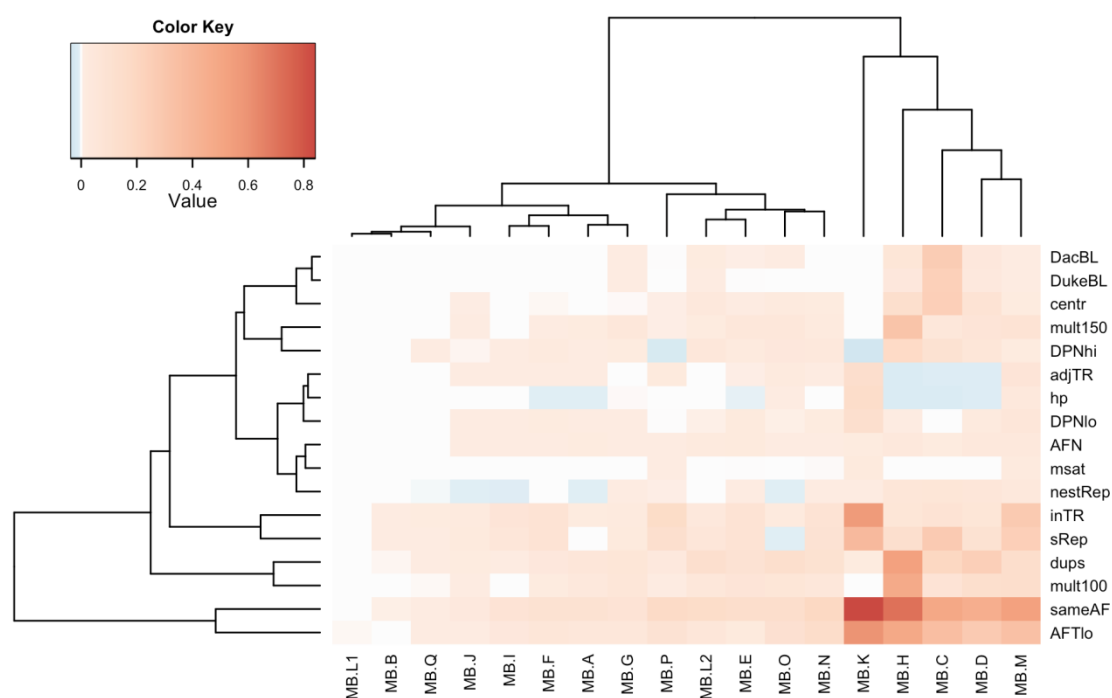 Color Key
0 0.2 0.4 0.6 0.8
Value
DacBL
DukeBL
centr
mult150
DPNhi
adjTR
hp
DPNlo
AFN
msat
nestRep
inTR
sRep
dups
mult100
sameAF
AFTlo
MB.L1
MB.B
MB.Q
MB.J
MB.I
MB.F
MB.A
MB.G
MB.P
MB.L2
MB.E
MB.O
MB.N
MB.K
MB.H
MB.C
MB.D
MB.M